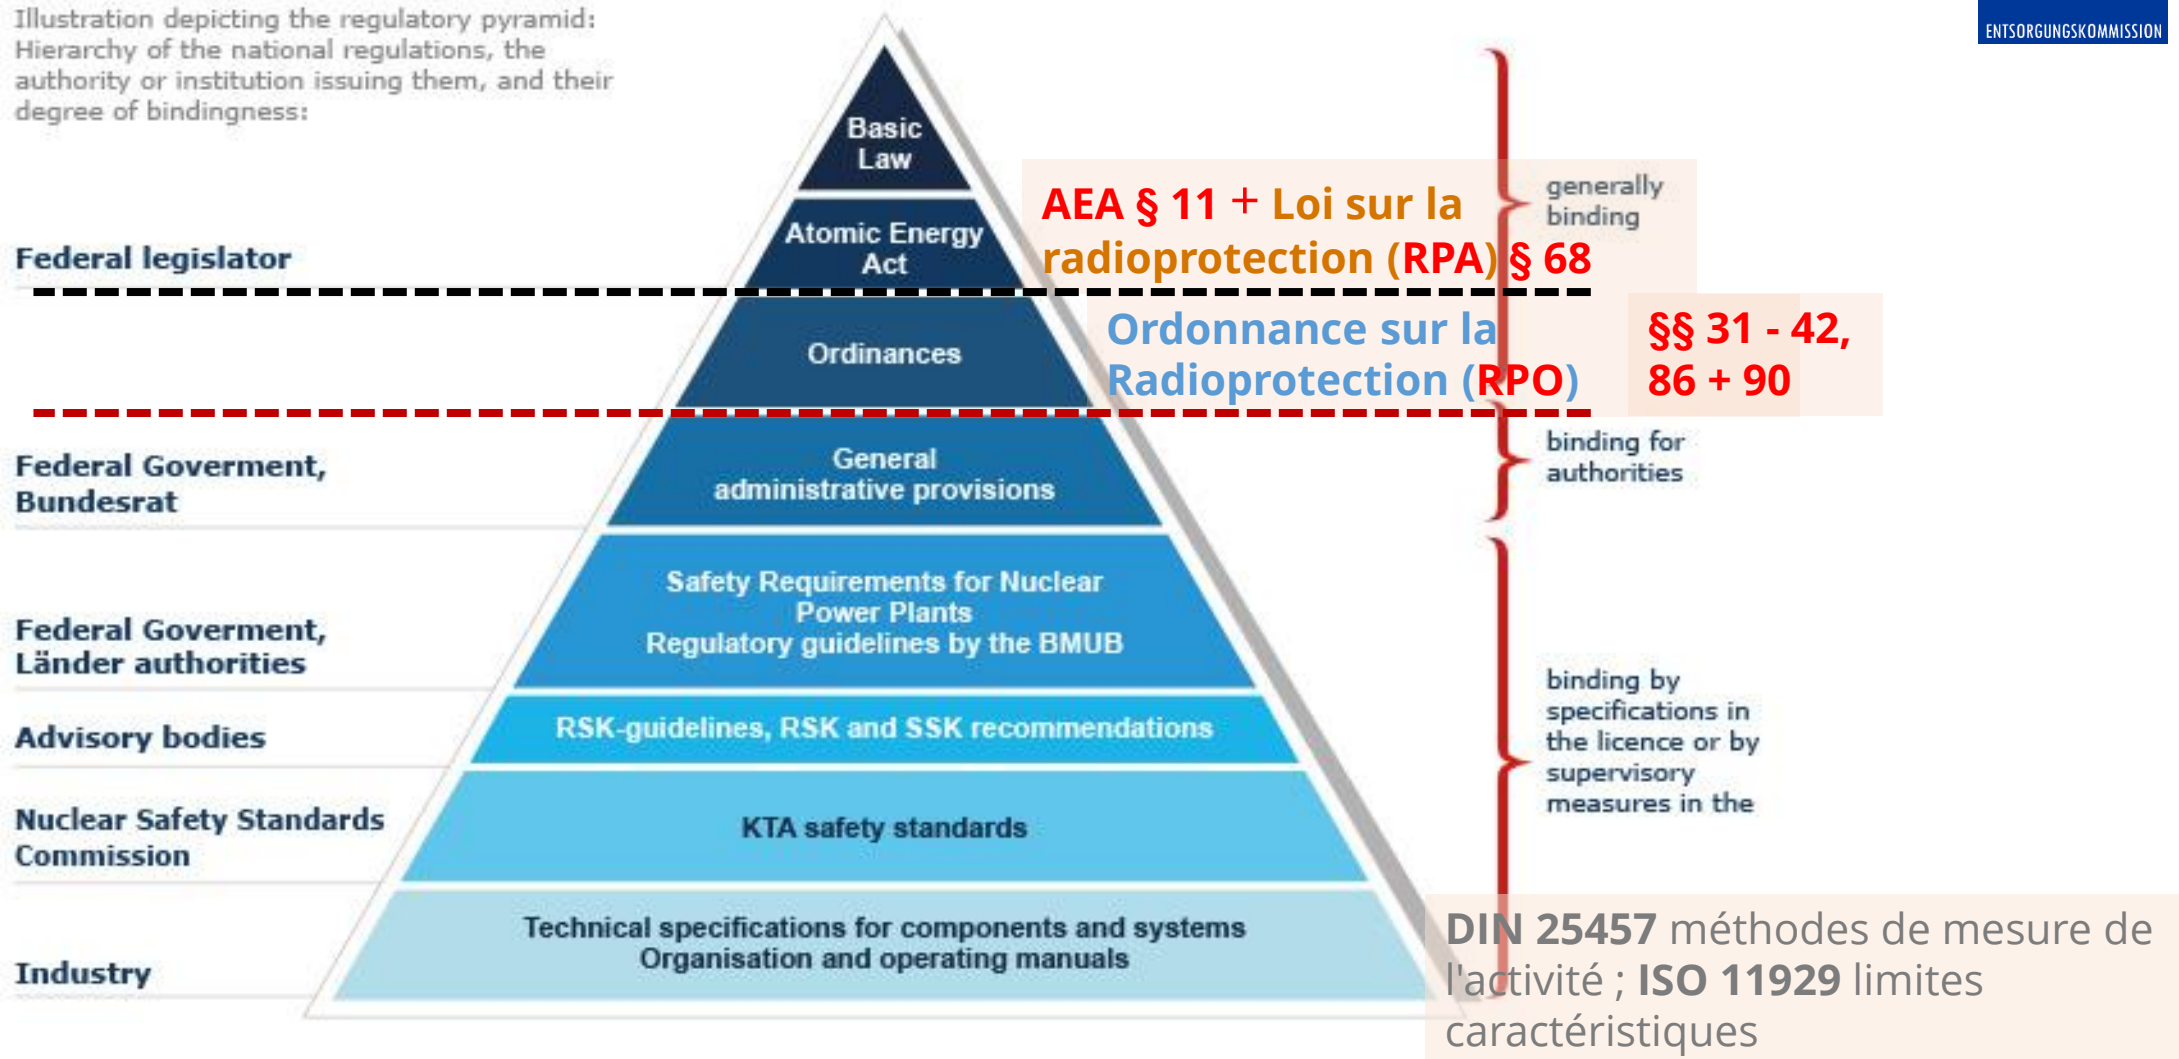 Illustration depicting the regulatory pyramid:
Hierarchy of the national regulations, the
authority or institution issuing them, and their
degree of bindingness:
ENTSORGUNGSKOMMISSION
Basic
Law
Atomic Energy
Act
Federal legislator
AEA § 11 + Loi sur la
radioprotection (RPA) § 68
generally
binding
Ordinances
Ordonnance sur la
Radioprotection (RPO)
§§ 31 - 42,
86 + 90
Federal Goverment,
Bundesrat
General
administrative provisions
binding for
authorities
Federal Goverment,
Länder authorities
Safety Requirements for Nuclear
Power Plants
Regulatory guidelines by the BMUB
Advisory bodies
RSK-guidelines, RSK and SSK recommendations
binding by
specifications in
the licence or by
supervisory
measures in the
Nuclear Safety Standards
Commission
KTA safety standards
Industry
Technical specifications for components and systems
Organisation and operating manuals
DIN 25457 méthodes de mesure de
l'activité ; ISO 11929 limites
caractéristiques